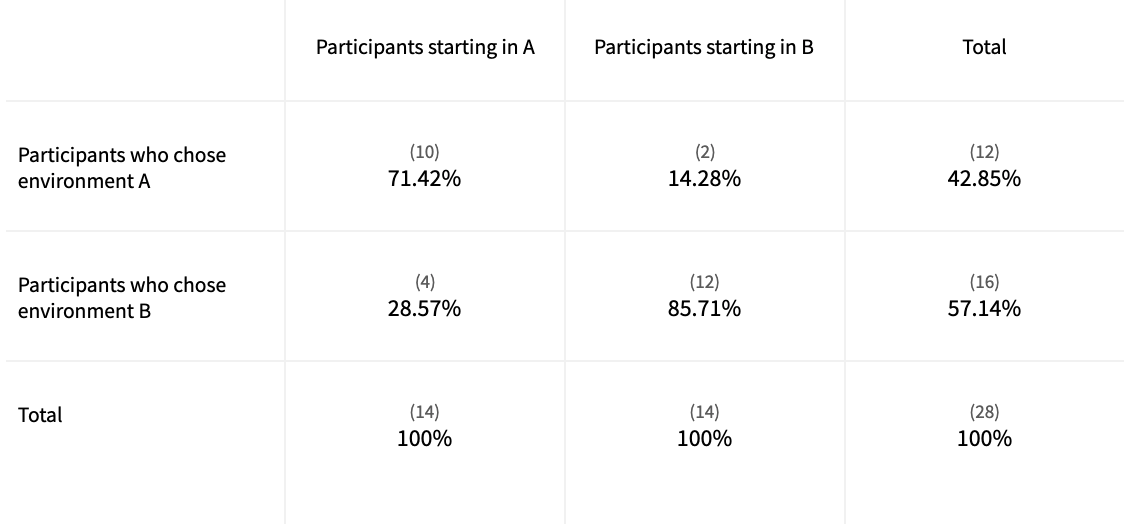 Participants starting in A
Participants starting in B
Total
Participants who chose
environment A
(10)
71.42%
(2)
14.28%
(12)
42.85%
Participants who chose
environment B
(4)
28.57%
(12)
85.71%
(16)
57.14%
Total
(14)
100%
(14)
100%
(28)
100%